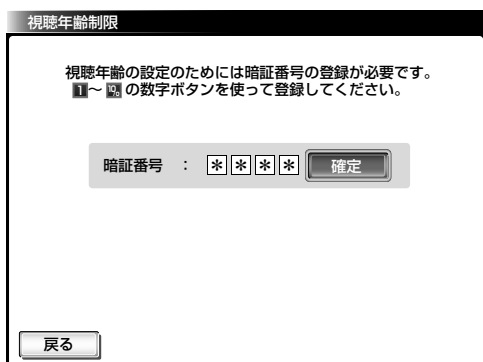 視聴年齢制限
視聴年齢の設定のためには暗証番号の登録が必要です。
1～10の数字ボタンを使って登録してください。
暗証番号 ： ＊＊＊＊ 確定
戻る